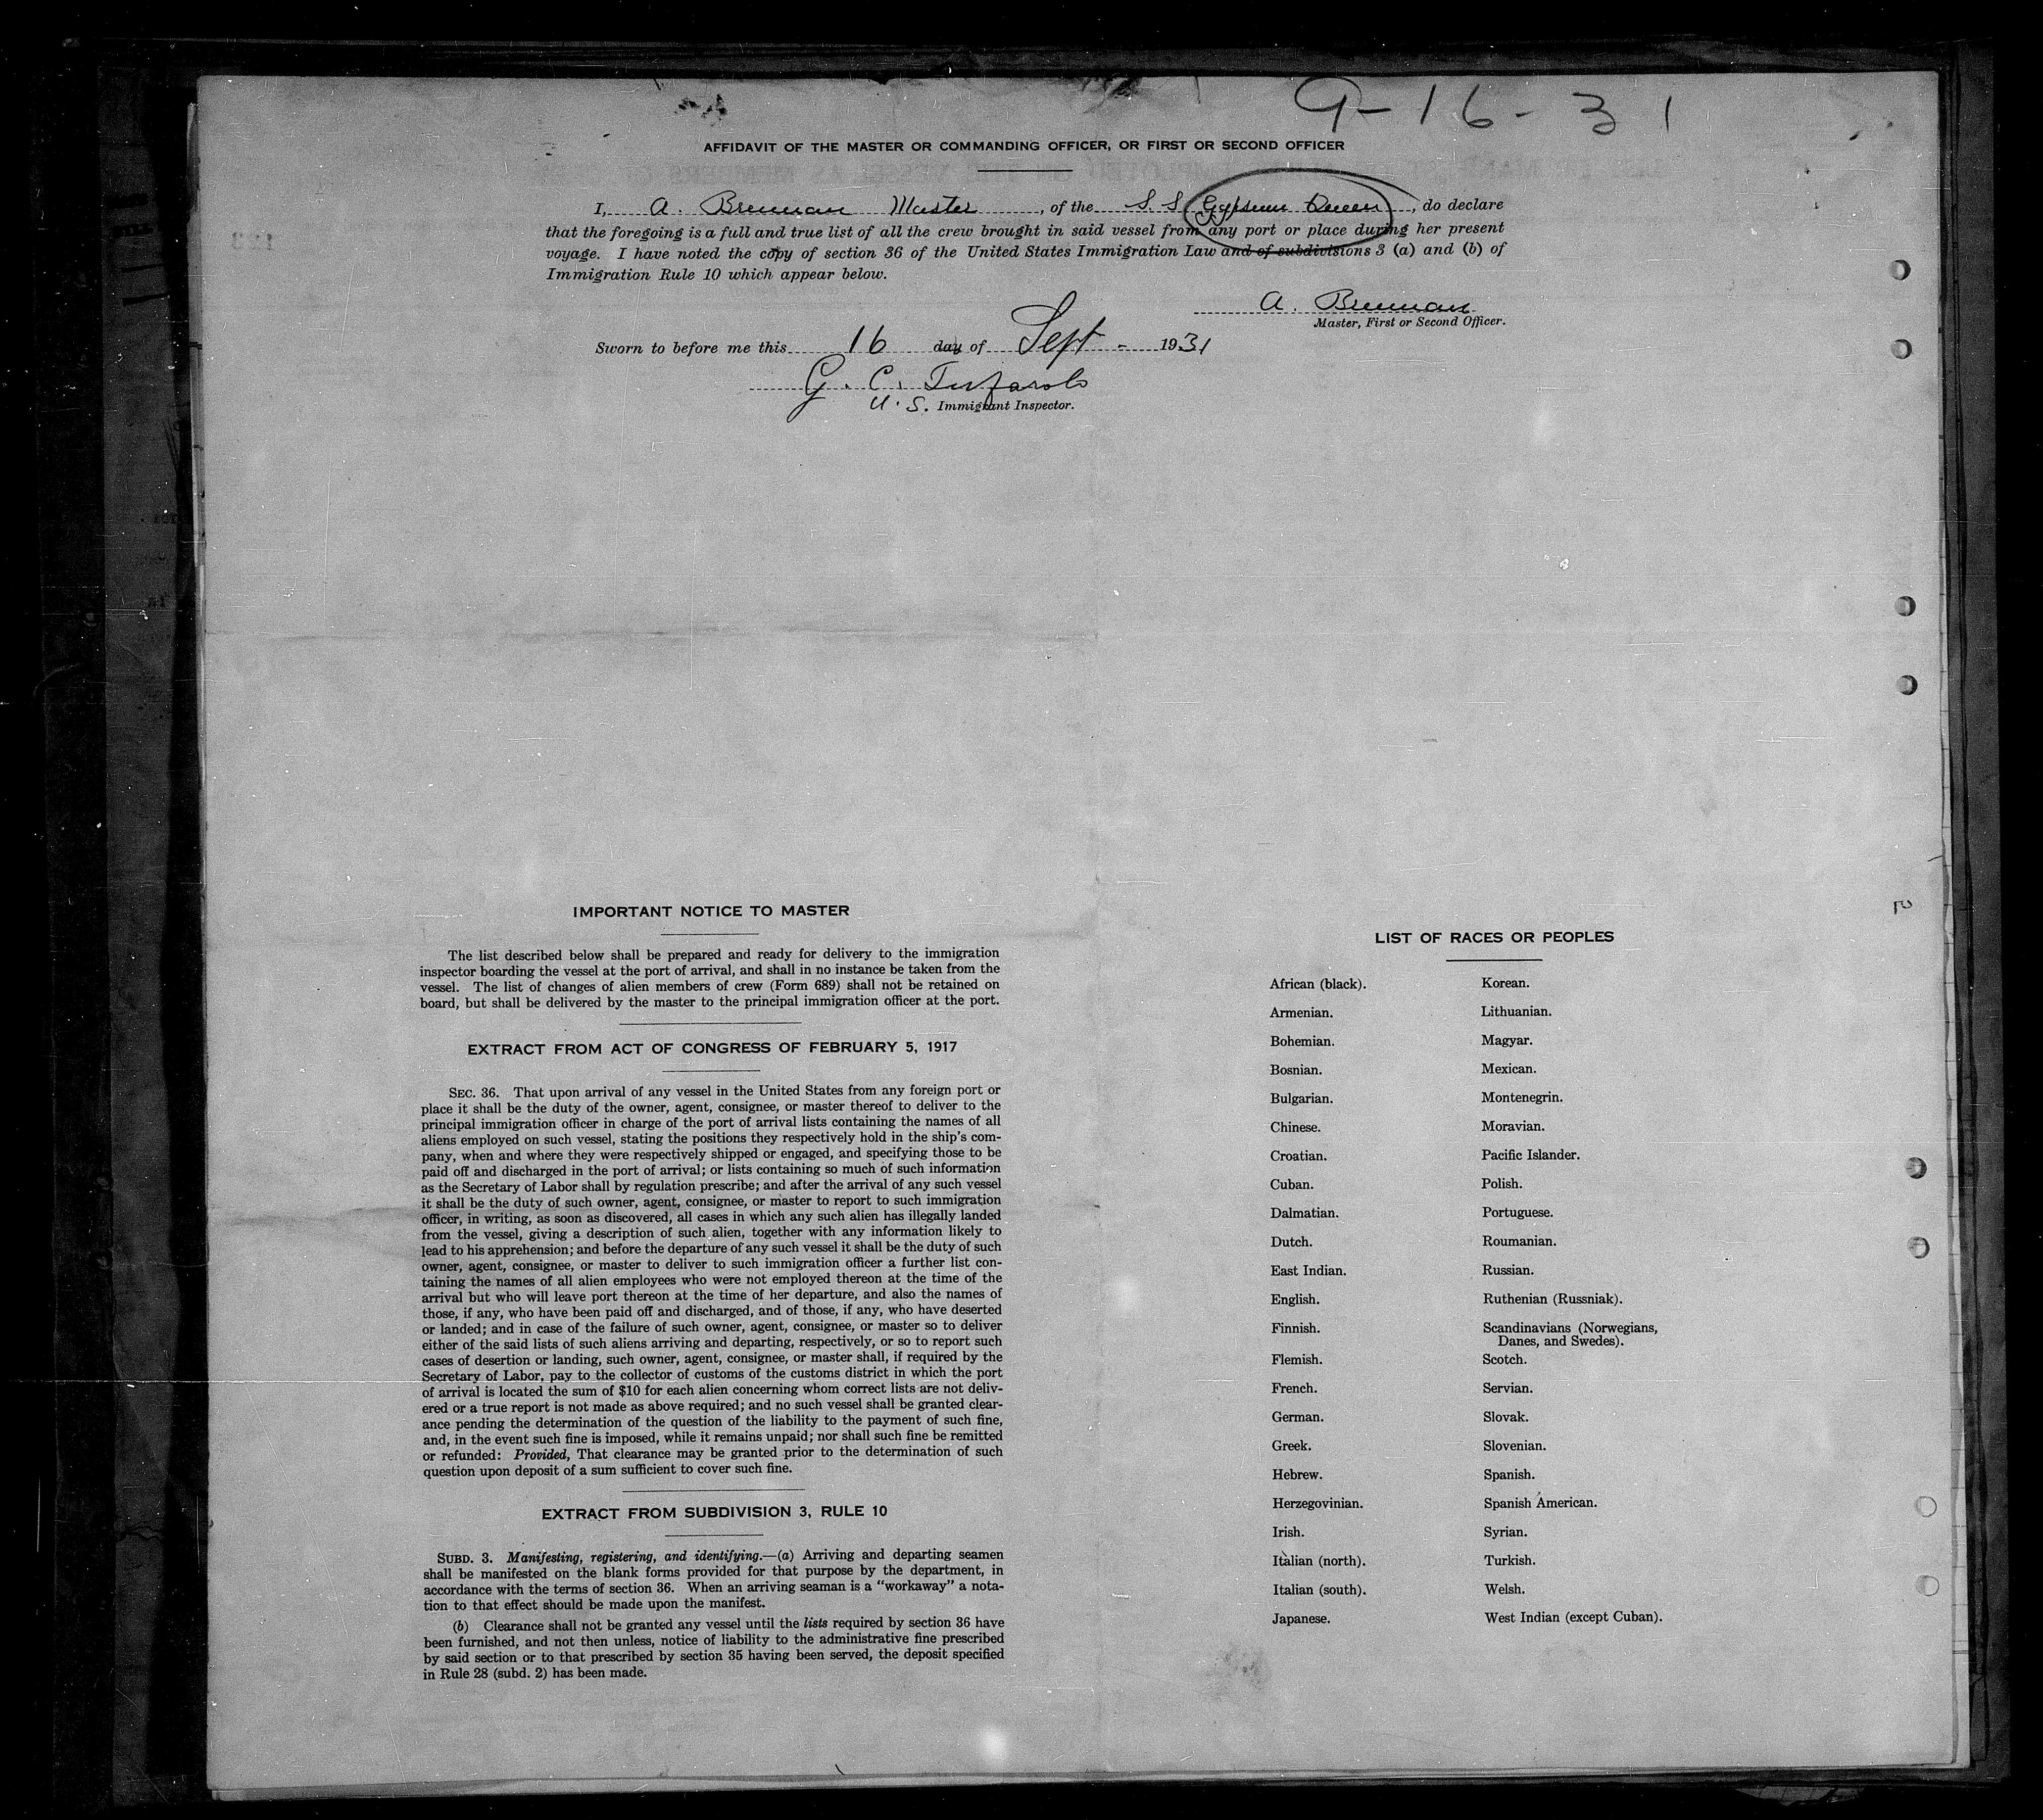 9-16-31
AFFIDAVIT OF THE MASTER OR COMMANDING OFFICER, OR FIRST OR SECOND OFFICER
I, A. Brennan Master, of the S.S Gypsum Queen, do declare
that the foregoing is a full and true list of all the crew brought in said vessel from any port or place during her present
voyage. I have noted the copy of section 36 of the United States Immigration Law and of subdivisions 3 (a) and (b) of
Immigration Rule 10 which appear below.
A. Brennan
Master, First or Second Officer.
Sworn to before me this 16 day of Sept - 1931
G. C.
U. S. Immigrant Inspector.
IMPORTANT NOTICE TO MASTER
The list described below shall be prepared and ready for delivery to the immigration
inspector boarding the vessel at the port of arrival, and shall in no instance be taken from the
vessel. The list of changes of alien members of crew (Form 689) shall not be retained on
board, but shall be delivered by the master to the principal immigration officer at the port.
EXTRACT FROM ACT OF CONGRESS OF FEBRUARY 5, 1917
SEC. 36. That upon arrival of any vessel in the United States from any foreign port or
place it shall be the duty of the owner, agent, consignee, or master thereof to deliver to the
principal immigration officer in charge of the port of arrival lists containing the names of all
aliens employed on such vessel, stating the positions they respectively hold in the ship's com-
pany, when and where they were respectively shipped or engaged, and specifying those to be
paid off and discharged in the port of arrival; or lists containing so much of such information
as the Secretary of Labor shall by regulation prescribe; and after the arrival of any such vessel
it shall be the duty of such owner, agent, consignee, or master to report to such immigration
officer, in writing, as soon as discovered, all cases in which any such alien has illegally landed
from the vessel, giving a description of such alien, together with any information likely to
lead to his apprehension; and before the departure of any such vessel it shall be the duty of such
owner, agent, consignee, or master to deliver to such immigration officer a further list con-
taining the names of all alien employees who were not employed thereon at the time of the
arrival but who will leave port thereon at the time of her departure, and also the names of
those, if any, who have been paid off and discharged, and of those, if any, who have deserted
or landed; and in case of the failure of such owner, agent, consignee, or master so to deliver
either of the said lists of such aliens arriving and departing, respectively, or so to report such
cases of desertion or landing, such owner, agent, consignee, or master shall, if required by the
Secretary of Labor, pay to the collector of customs of the customs district in which the port
of arrival is located the sum of $10 for each alien concerning whom correct lists are not deliv-
ered or a true report is not made as above required; and no such vessel shall be granted clear-
ance pending the determination of the question of the liability to the payment of such fine,
and, in the event such fine is imposed, while it remains unpaid; nor shall such fine be remitted
or refunded: Provided, That clearance may be granted prior to the determination of such
question upon deposit of a sum sufficient to cover such fine.
EXTRACT FROM SUBDIVISION 3, RULE 10
SUBD. 3. Manifesting, registering, and identifying.—(a) Arriving and departing seamen
shall be manifested on the blank forms provided for that purpose by the department, in
accordance with the terms of section 36. When an arriving seaman is a "workaway" a nota-
tion to that effect should be made upon the manifest.
(b) Clearance shall not be granted any vessel until the lists required by section 36 have
been furnished, and not then unless, notice of liability to the administrative fine prescribed
by said section or to that prescribed by section 35 having been served, the deposit specified
in Rule 28 (subd. 2) has been made.
LIST OF RACES OR PEOPLES
African (black).
Armenian.
Bohemian.
Bosnian.
Bulgarian.
Chinese.
Croatian.
Cuban.
Dalmatian.
Dutch.
East Indian.
English.
Finnish.
Flemish.
French.
German.
Greek.
Hebrew.
Herzegovinian.
Irish.
Italian (north).
Italian (south).
Japanese.
Korean.
Lithuanian.
Magyar.
Mexican.
Montenegrin.
Moravian.
Pacific Islander.
Polish.
Portuguese.
Roumanian.
Russian.
Ruthenian (Russniak).
Scandinavians (Norwegians,
Danes, and Swedes).
Scotch.
Servian.
Slovak.
Slovenian.
Spanish.
Spanish American.
Syrian.
Turkish.
Welsh.
West Indian (except Cuban).